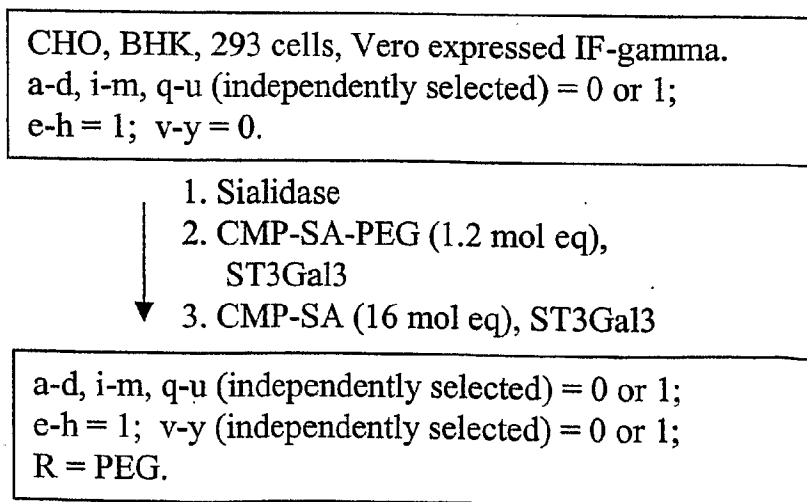 CHO, BHK, 293 cells, Vero expressed IF-gamma.
a-d, i-m, q-u (independently selected) = 0 or 1;
e-h = 1; v-y = 0.
1. Sialidase
2. CMP-SA-PEG (1.2 mol eq),
ST3Gal3
3. CMP-SA (16 mol eq), ST3Gal3
a-d, i-m, q-u (independently selected) = 0 or 1;
e-h = 1; v-y (independently selected) = 0 or 1;
R = PEG.